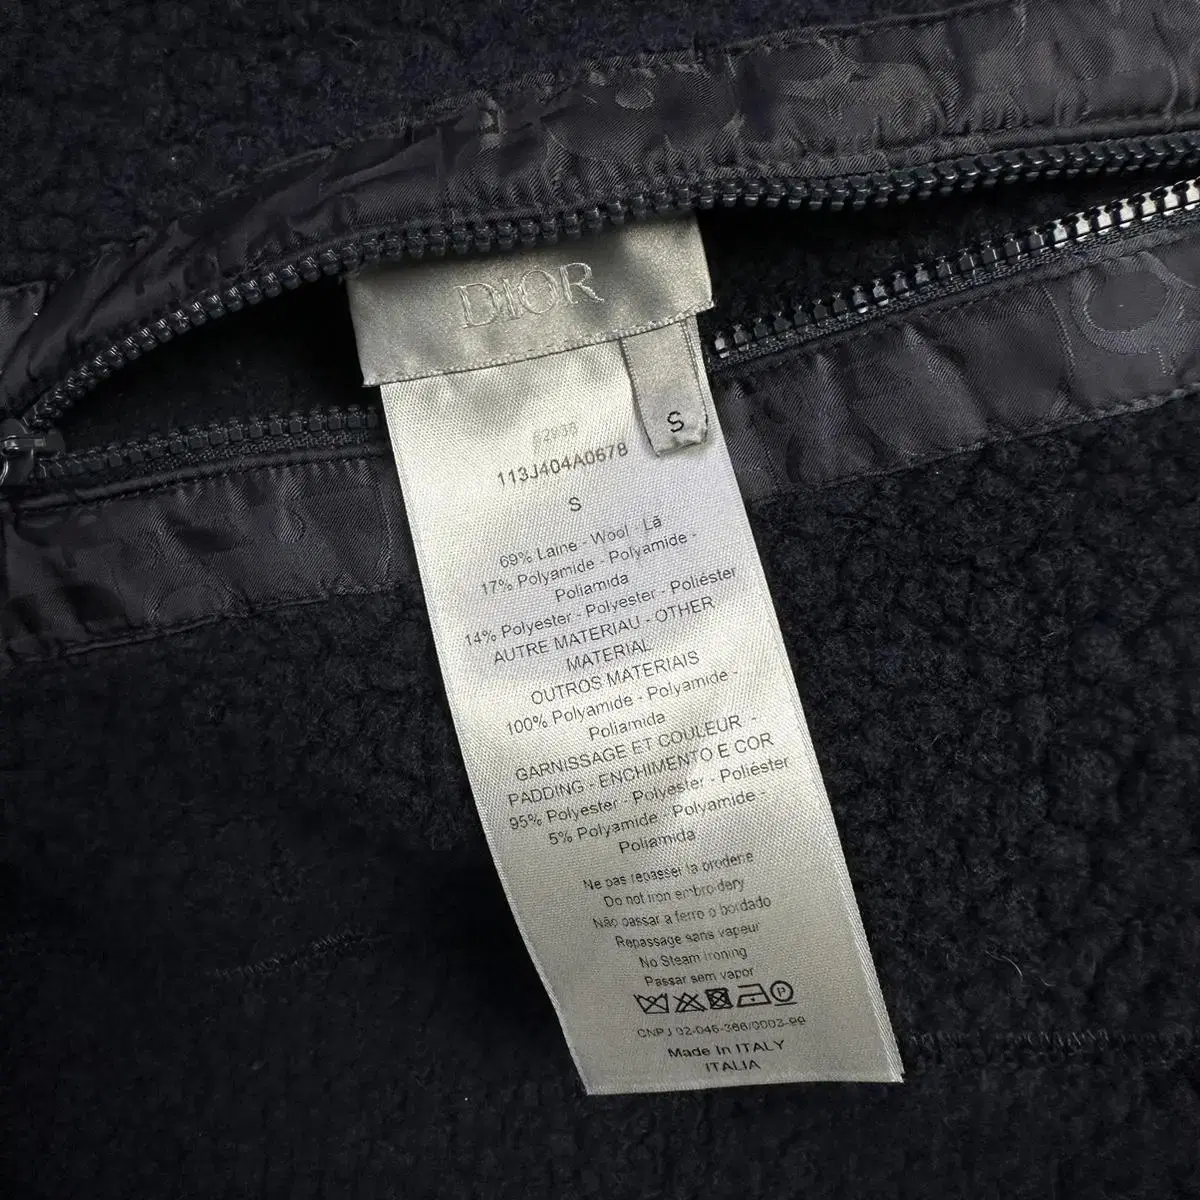 DIOR
S
62935
113J404A0678
S
69% Laine - Wool - Lã
17% Polyamide - Polyamide -
Poliamida
14% Polyester - Polyester - Poliéster
AUTRE MATERIAU - OTHER
MATERIAL
OUTROS MATERIAIS
100% Polyamide - Polyamide -
Poliamida
GARNISSAGE ET COULEUR -
PADDING - ENCHIMENTO E COR
95% Polyester - Polyester - Poliéster
5% Polyamide - Polyamide -
Poliamida
Ne pas repasser la broderie
Do not iron embroidery
Não passar a ferro o bordado
Repassage sans vapeur
No Steam ironing
Passar sem vapor
P
CNPJ 02-046-366/0002-99
Made In ITALY
ITALIA